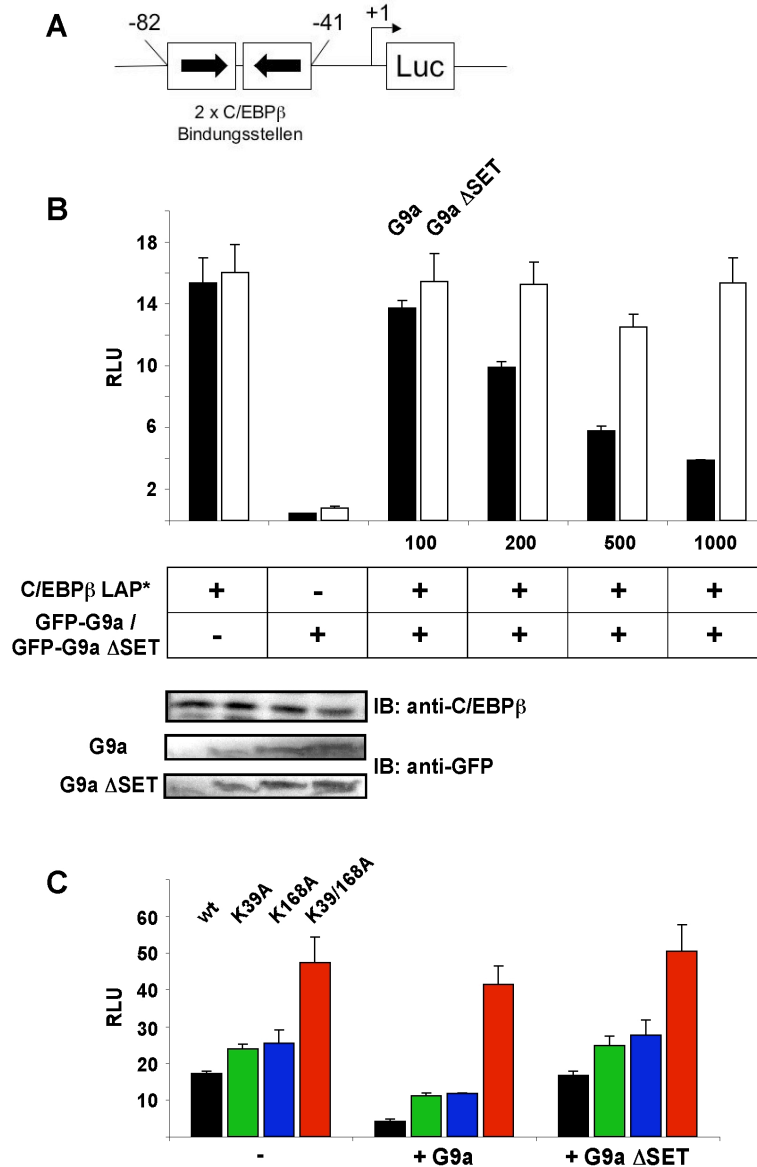 A
-82
-41
+1
Luc
2 x C/EBPβ
Bindungsstellen
B
G9a
G9a ΔSET
RLU
18
14
10
6
2
100 200 500 1000
C/EBPβ LAP* + - + + + +
GFP-G9a /
GFP-G9a ΔSET
- + + + + +
IB: anti-C/EBPβ
G9a
IB: anti-GFP
G9a ΔSET
C
wt
K39A
K168A
K39/168A
RLU
60
50
40
30
20
10
- + G9a + G9a ΔSET